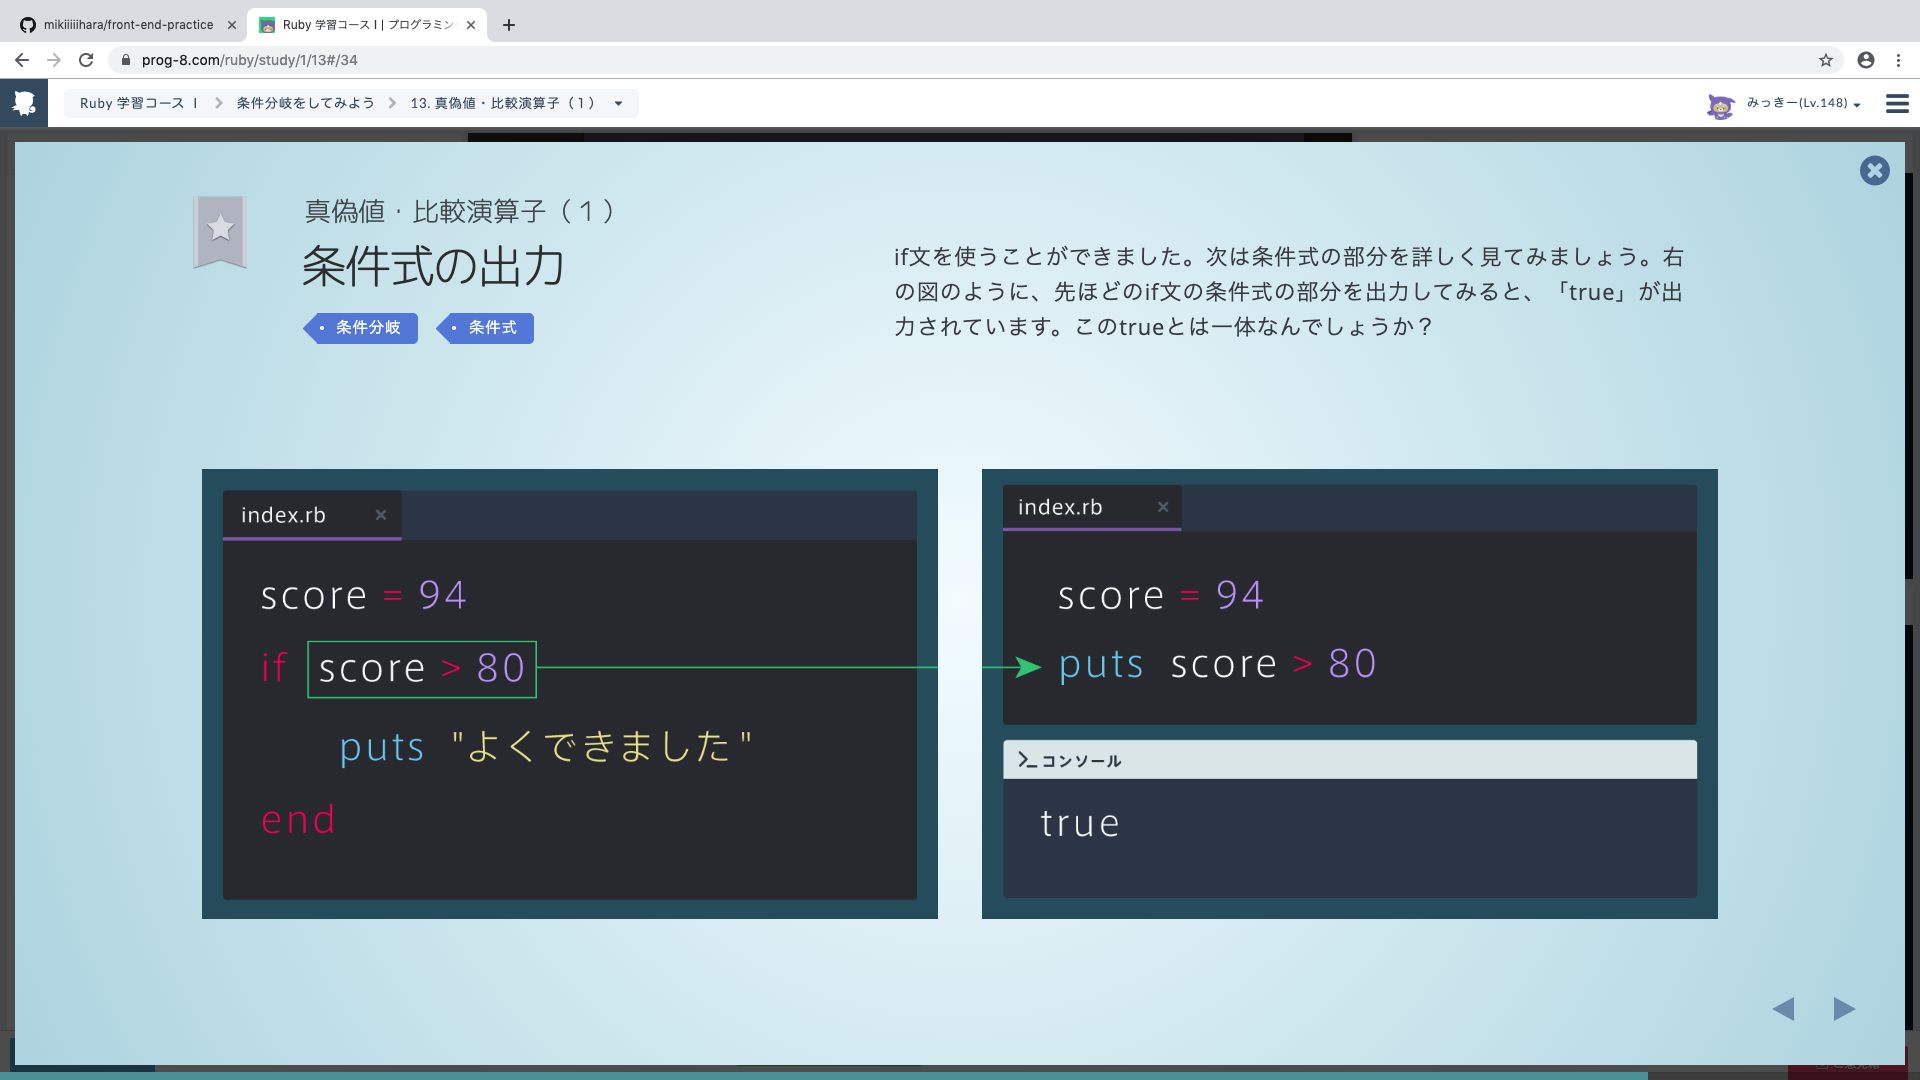 mikiiiiihara/front-end-practice
Ruby 学習コース I | プログラミン
prog-8.com/ruby/study/1/13#/34
Ruby 学習コース I
条件分岐をしてみよう
13. 真偽値・比較演算子（1）
みっきー(Lv.148)
真偽値・比較演算子（1）
条件式の出力
条件分岐
条件式
if文を使うことができました。次は条件式の部分を詳しく見てみましょう。右
の図のように、先ほどのif文の条件式の部分を出力してみると、「true」が出
力されています。このtrueとは一体なんでしょうか？
index.rb
score = 94
if score > 80
puts "よくできました"
end
index.rb
score = 94
puts score > 80
コンソール
true